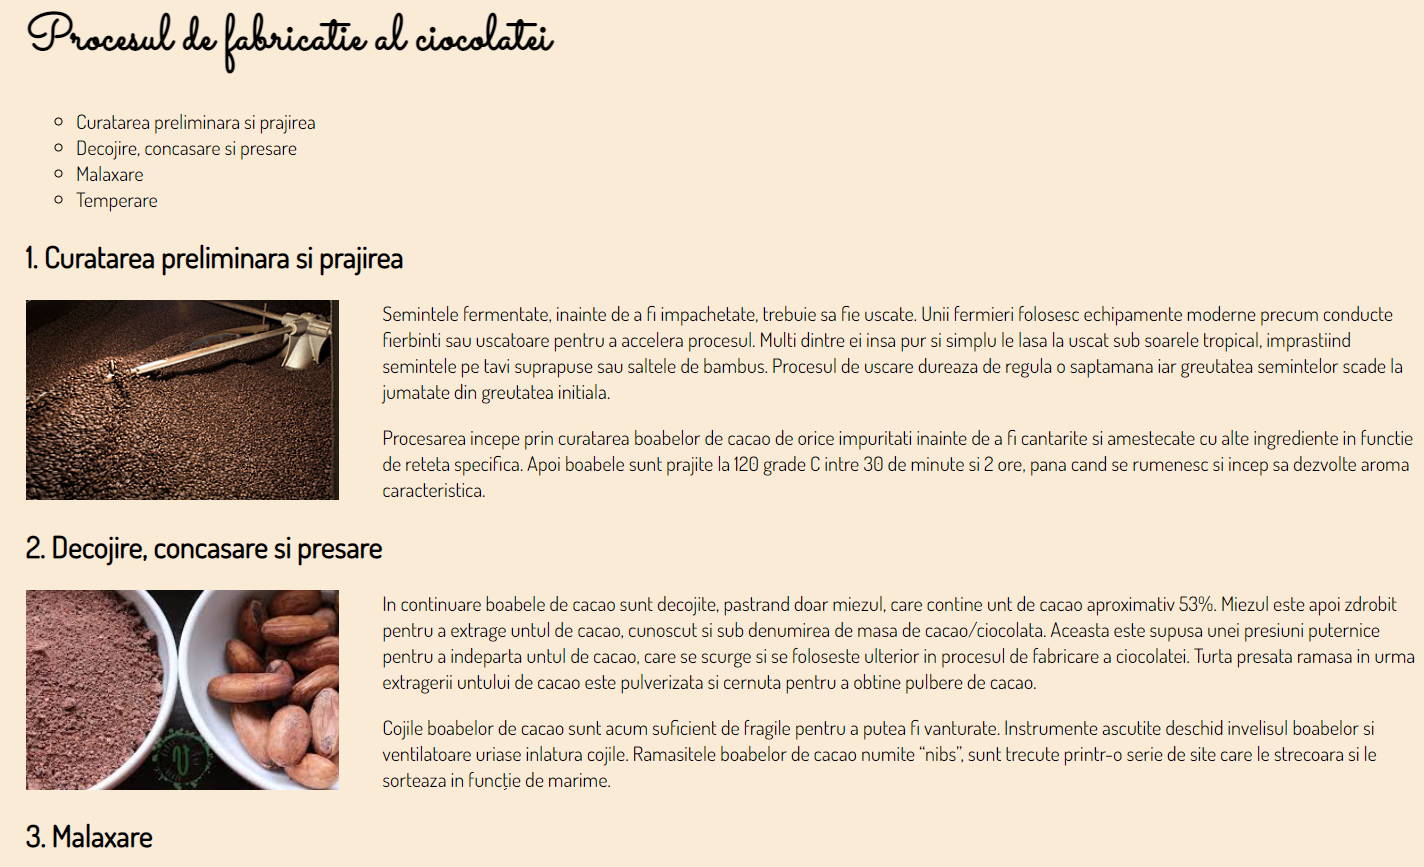 Procesul de fabricatie al ciocolatei
Curatarea preliminara si prajirea
Decojire, concasare si presare
Malaxare
Temperare
1. Curatarea preliminara si prajirea
Semintele fermentate, inainte de a fi impachetate, trebuie sa fie uscate. Unii fermieri folosesc echipamente moderne precum conducte
fierbinti sau uscatoare pentru a accelera procesul. Multi dintre ei insa pur si simplu le lasa la uscat sub soarele tropical, imprastiind
semintele pe tavi suprapuse sau saltele de bambus. Procesul de uscare dureaza de regula o saptamana iar greutatea semintelor scade la
jumatate din greutatea initiala.
Procesarea incepe prin curatarea boabelor de cacao de orice impuritati inainte de a fi cantarite si amestecate cu alte ingrediente in functie
de reteta specifica. Apoi boabele sunt prajite la 120 grade C intre 30 de minute si 2 ore, pana cand se rumenesc si incep sa dezvolte aroma
caracteristica.
2. Decojire, concasare si presare
In continuare boabele de cacao sunt decojite, pastrand doar miezul, care contine unt de cacao aproximativ 53%. Miezul este apoi zdrobit
pentru a extrage untul de cacao, cunoscut si sub denumirea de masa de cacao/ciocolata. Aceasta este supusa unei presiuni puternice
pentru a indeparta untul de cacao, care se scurge si se foloseste ulterior in procesul de fabricare a ciocolatei. Turta presata ramasa in urma
extragerii untului de cacao este pulverizata si cernuta pentru a obtine pulbere de cacao.
Cojile boabelor de cacao sunt acum suficient de fragile pentru a putea fi vanturate. Instrumente ascutite deschid invelisul boabelor si
ventilatoare uriase inlatura cojile. Ramasitele boabelor de cacao numite “nibs”, sunt trecute printr-o serie de site care le strecoara si le
sorteaza in funcție de marime.
3. Malaxare